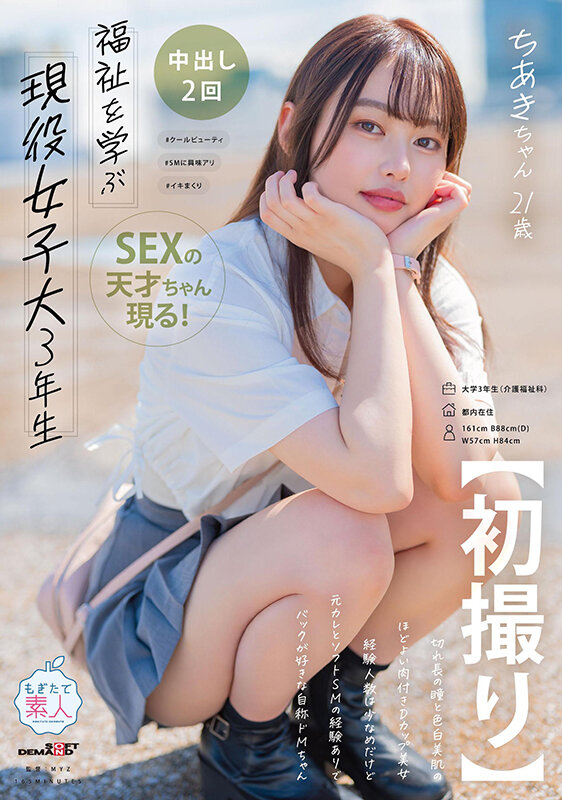 ちあきちゃん 21歳
福祉を学ぶ
現役女子大3年生
中出し
2回
#クールビューティ
#SMに興味アリ
#イキまくり
SEXの
天才ちゃん
現る!
大学3年生(介護福祉科)
都内在住
161cm B88cm(D)
W57cm H84cm
【初撮り】
切れ長の瞳と色白美肌の
ほどよい肉付きDカップ美女
経験人数は少なめだけど
元カレとソフトSMの経験ありで
バックが好きな自称ドMちゃん
もぎたて
素人
SOFT
DEMAND
監督:MYZ
165MINUTES